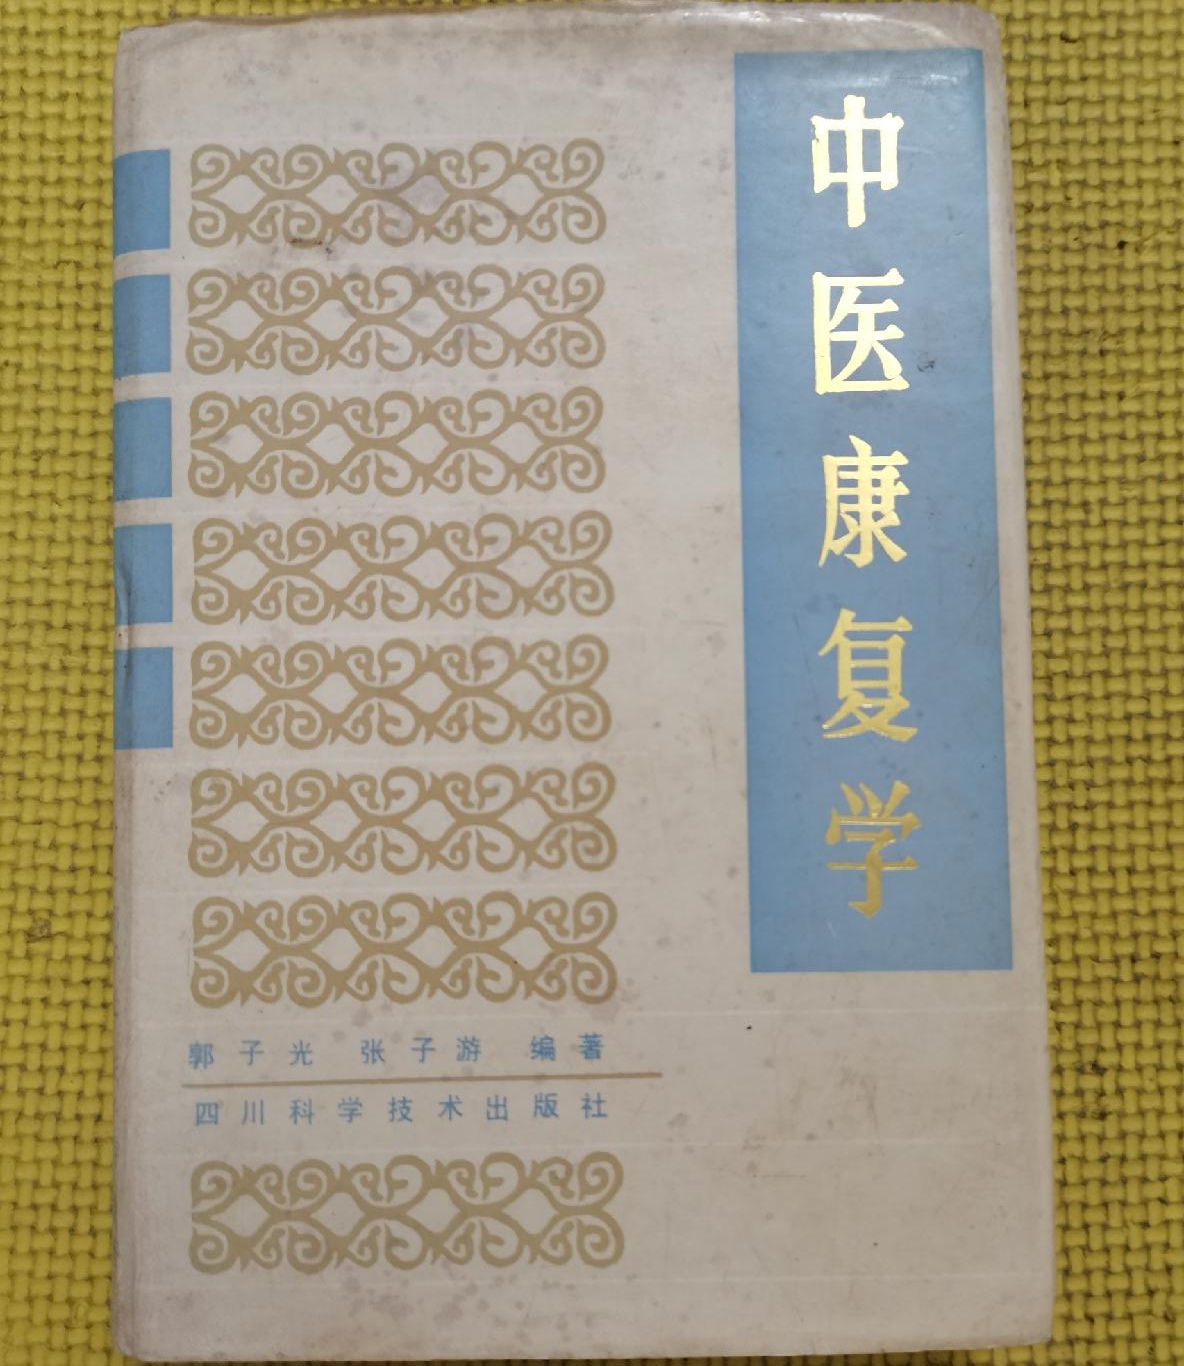 中医康复学
郭子光 张子游 编著
四川科学技术出版社